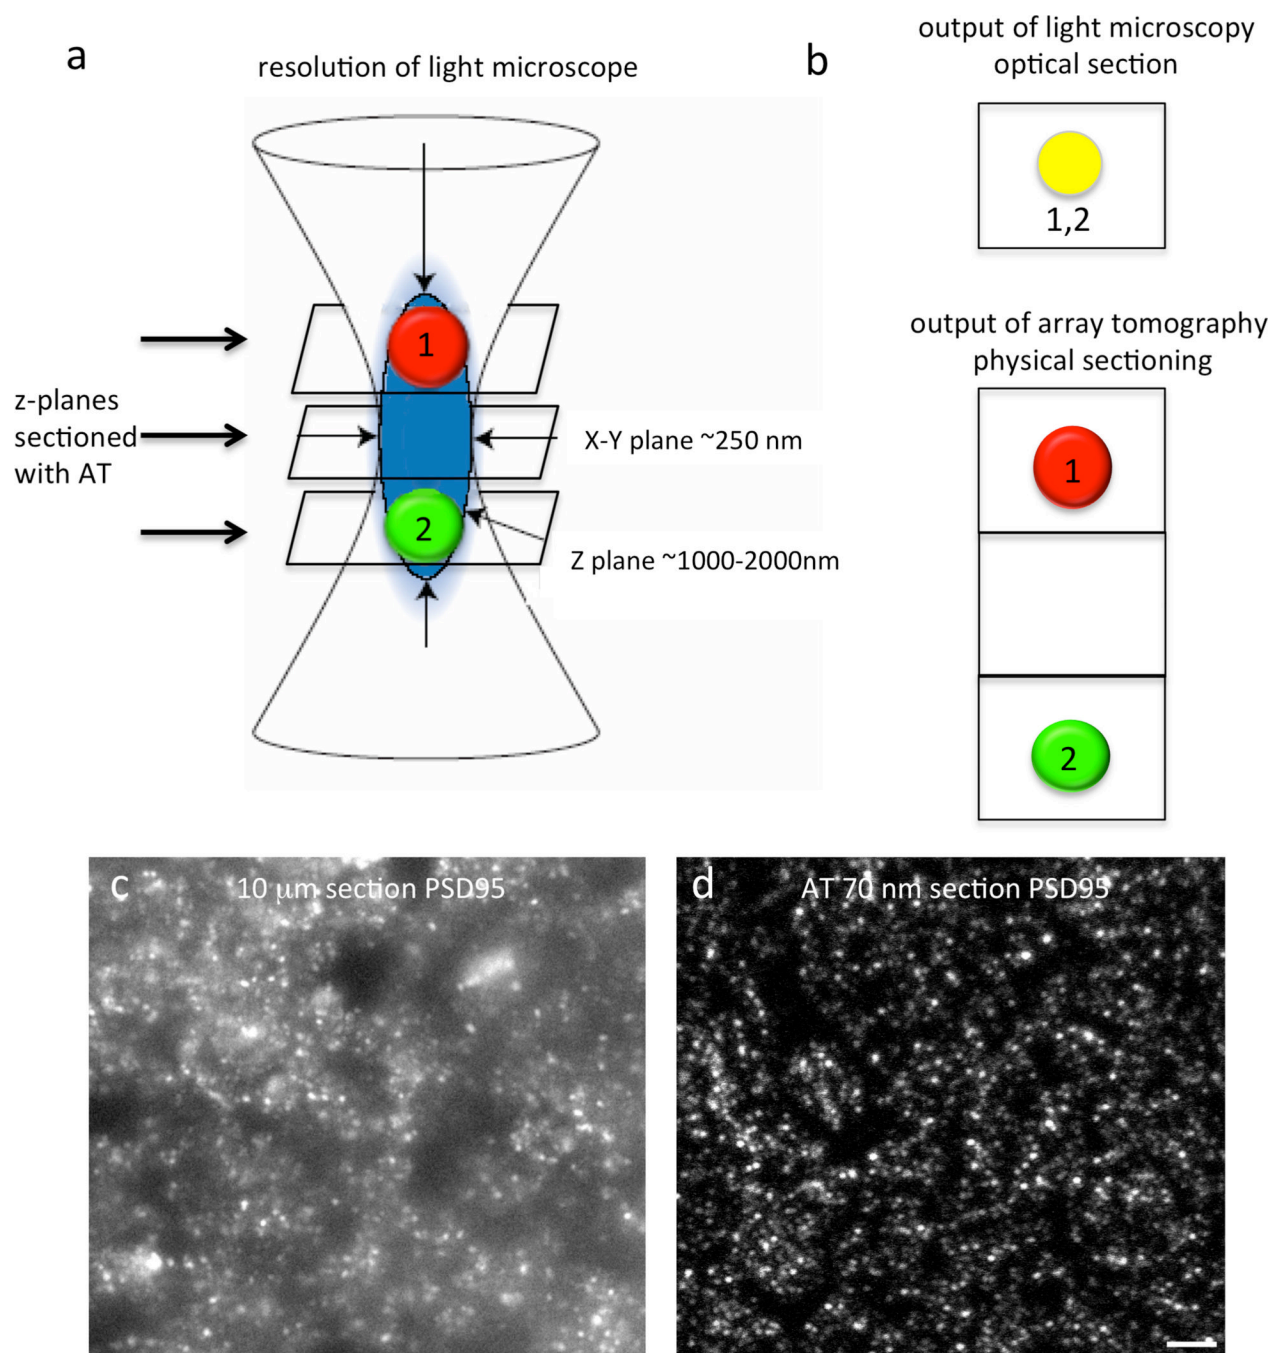 a
resolution of light microscope
1
2
z-planes
sectioned
with AT
X-Y plane ~250 nm
Z plane ~1000-2000nm
b
output of light microscopy
optical section
1,2
output of array tomography
physical sectioning
1
2
c
10 μm section PSD95
d
AT 70 nm section PSD95